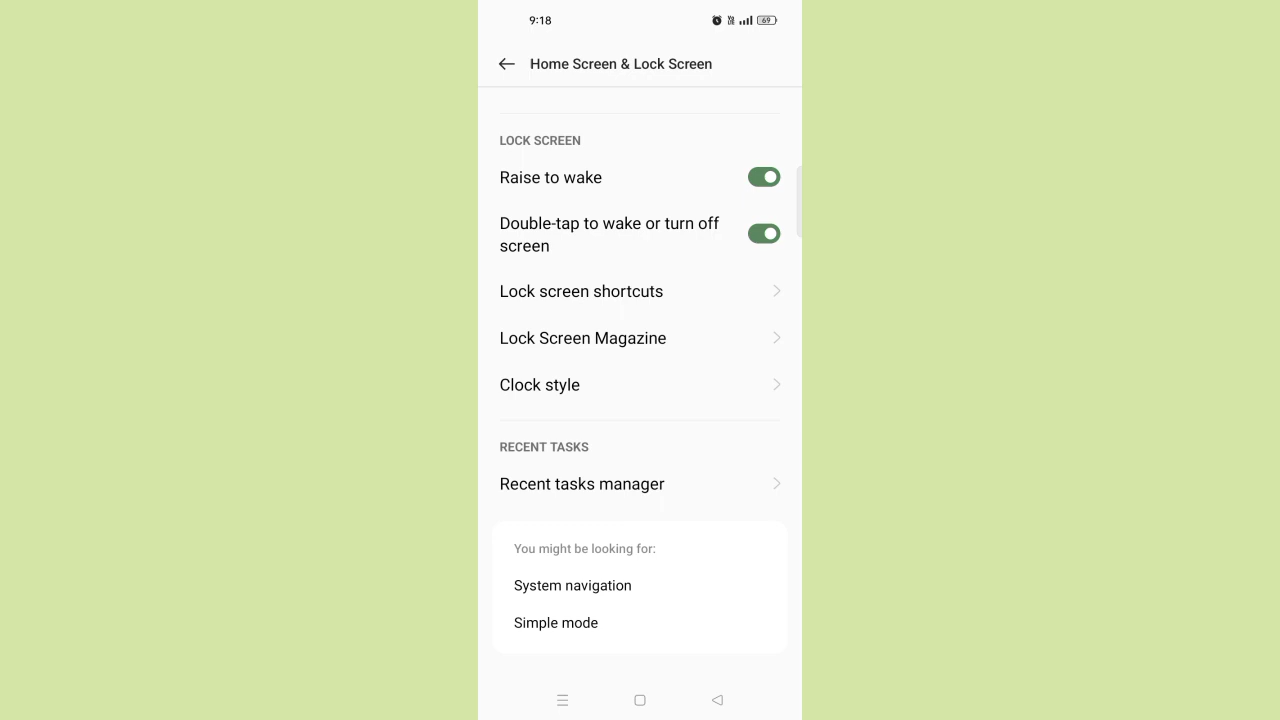 9:18
69
Home Screen & Lock Screen
LOCK SCREEN
Raise to wake
Double-tap to wake or turn off
screen
Lock screen shortcuts
Lock Screen Magazine
Clock style
RECENT TASKS
Recent tasks manager
You might be looking for:
System navigation
Simple mode